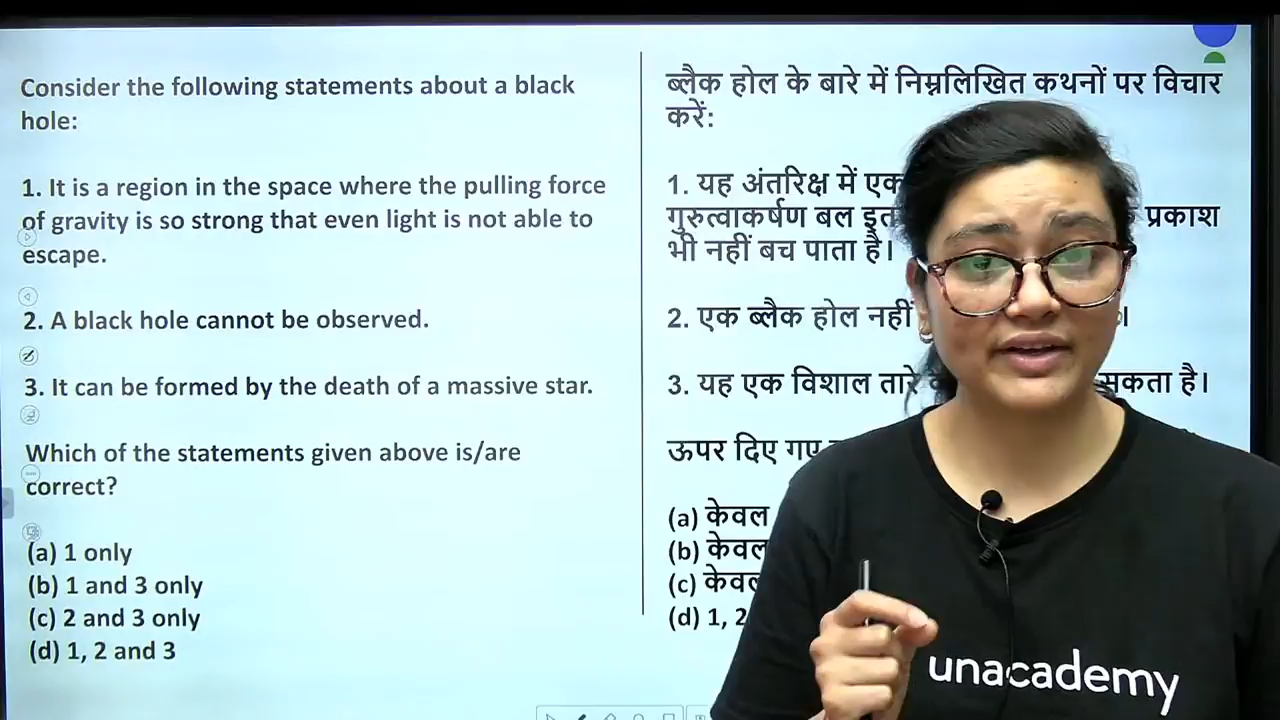 Consider the following statements about a black
hole:
1. It is a region in the space where the pulling force
of gravity is so strong that even light is not able to
escape.
2. A black hole cannot be observed.
3. It can be formed by the death of a massive star.
Which of the statements given above is/are
correct?
(a) 1 only
(b) 1 and 3 only
(c) 2 and 3 only
(d) 1, 2 and 3
ब्लैक होल के बारे में निम्नलिखित कथनों पर विचार
करें:
1. यह अंतरिक्ष में एक
गुरुत्वाकर्षण बल प्रकाश
भी नहीं बच पाता है।
2. एक ब्लैक होल नहीं
3. यह एक विशाल तारे सकता है।
ऊपर दिए गए
(a) केवल
(b) केवल
(c)
(d) 1, 2
unacademy